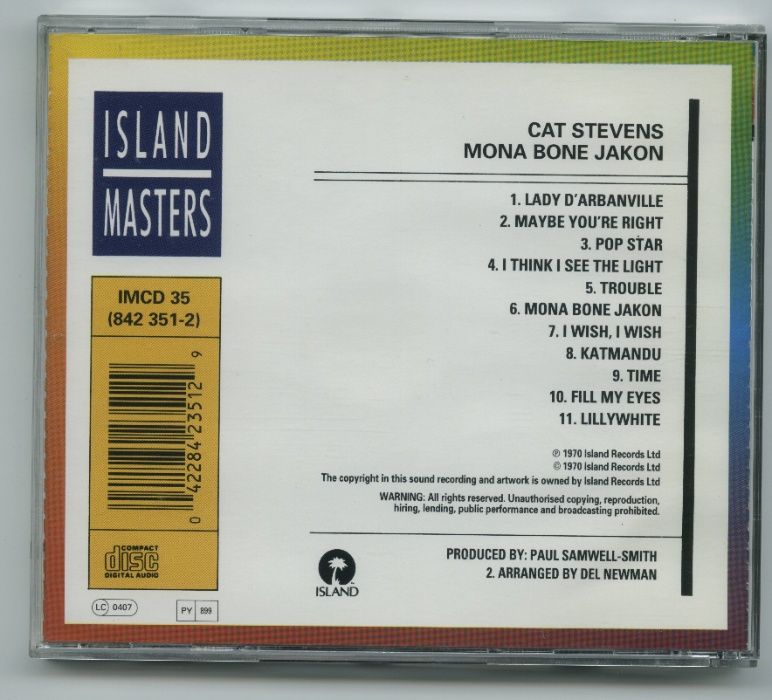 ISLAND
MASTERS
IMCD 35
(842 351-2)
0 42284 23512 9
COMPACT
disc
DIGITAL AUDIO
LC 0407
PY 899
CAT STEVENS
MONA BONE JAKON
1. LADY D'ARBANVILLE
2. MAYBE YOU'RE RIGHT
3. POP STAR
4. I THINK I SEE THE LIGHT
5. TROUBLE
6. MONA BONE JAKON
7. I WISH, I WISH
8. KATMANDU
9. TIME
10. FILL MY EYES
11. LILLYWHITE
℗ 1970 Island Records Ltd
© 1970 Island Records Ltd
The copyright in this sound recording and artwork is owned by Island Records Ltd
WARNING: All rights reserved. Unauthorised copying, reproduction,
hiring, lending, public performance and broadcasting prohibited.
PRODUCED BY: PAUL SAMWELL-SMITH
2. ARRANGED BY DEL NEWMAN
ISLAND